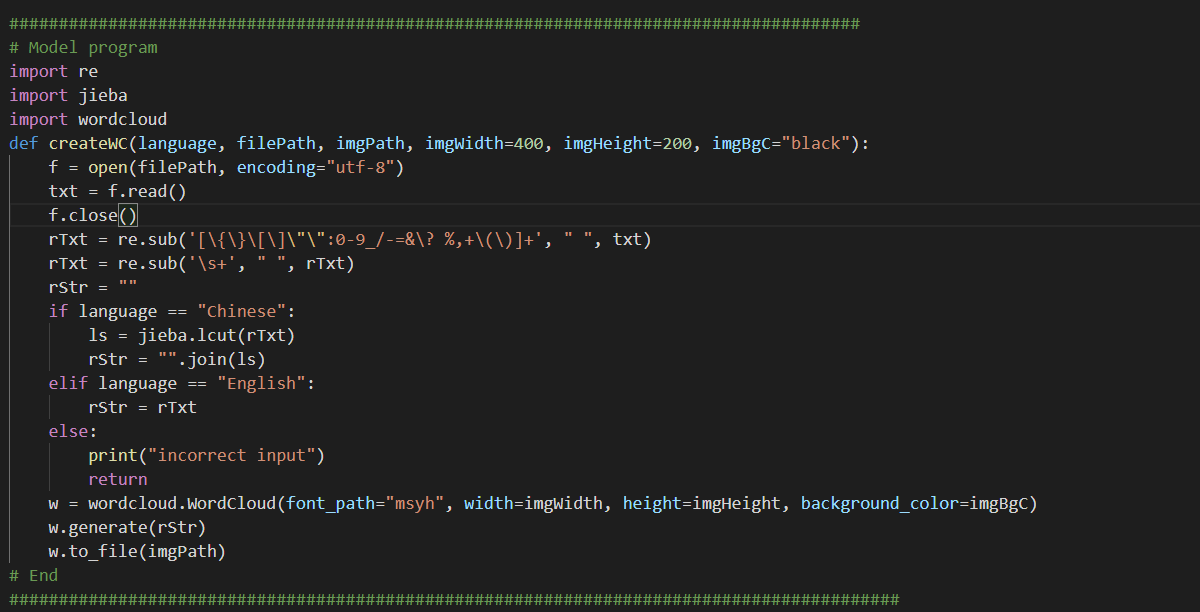 ######################################################################################
# Model program
import re
import jieba
import wordcloud
def createWC(language, filePath, imgPath, imgWidth=400, imgHeight=200, imgBgC="black"):
    f = open(filePath, encoding="utf-8")
    txt = f.read()
    f.close()
    rTxt = re.sub('[\{\}\[\]\"\":0-9_/-=&\? %,+\(\)]+', " ", txt)
    rTxt = re.sub('\s+', " ", rTxt)
    rStr = ""
    if language == "Chinese":
        ls = jieba.lcut(rTxt)
        rStr = "".join(ls)
    elif language == "English":
        rStr = rTxt
    else:
        print("incorrect input")
        return
    w = wordcloud.WordCloud(font_path="msyh", width=imgWidth, height=imgHeight, background_color=imgBgC)
    w.generate(rStr)
    w.to_file(imgPath)
# End
##########################################################################################